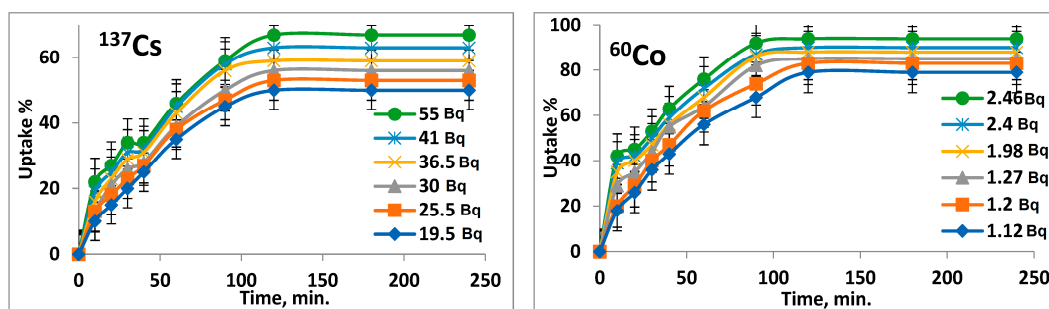 137Cs
Uptake %
60
40
20
0
0 50 100 150 200 250
Time, min.
55 Bq
41 Bq
36.5 Bq
30 Bq
25.5 Bq
19.5 Bq
60Co
Uptake %
100
80
60
40
20
0
0 50 100 150 200 250
Time, min.
2.46Bq
2.4 Bq
1.98 Bq
1.27 Bq
1.2 Bq
1.12Bq